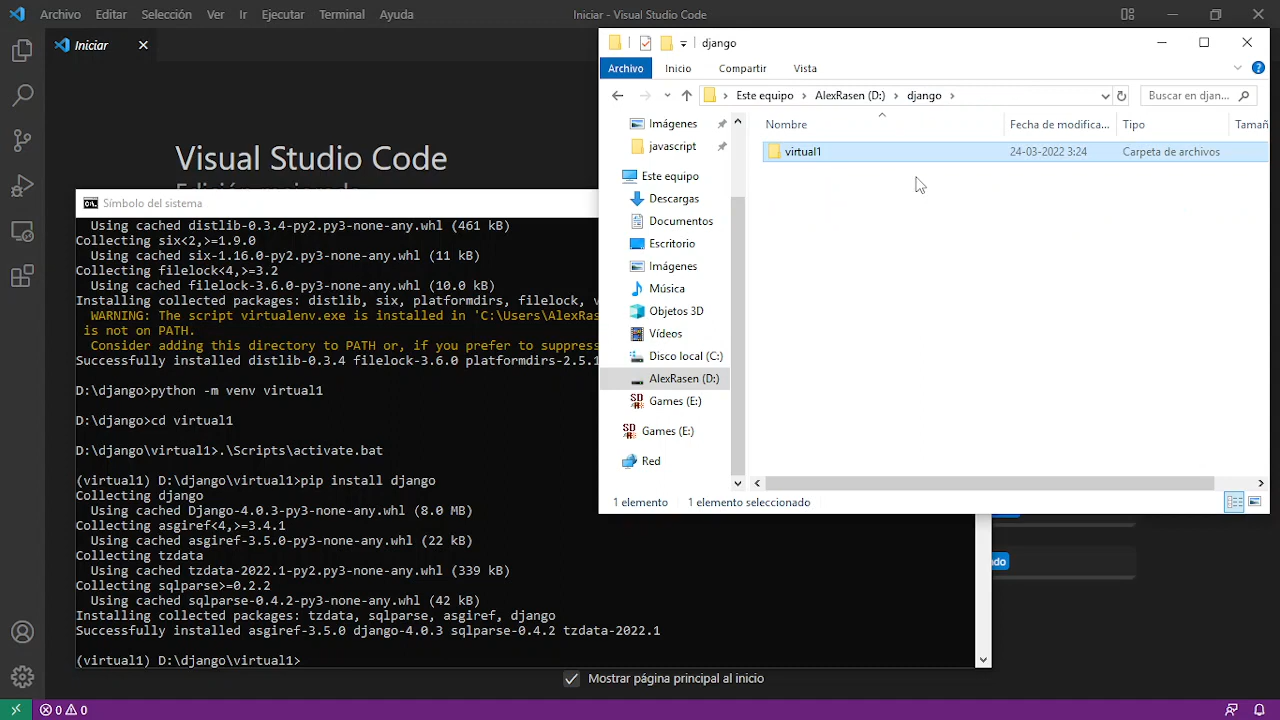 Archivo Editar Selección Ver Ir Ejecutar Terminal Ayuda
Iniciar - Visual Studio Code
Iniciar
Visual Studio Code
Símbolo del sistema
Using cached distlib-0.3.4-py2.py3-none-any.whl (461 kB)
Collecting six<2,>=1.9.0
Using cached six-1.16.0-py2.py3-none-any.whl (11 kB)
Collecting filelock<4,>=3.2
Using cached filelock-3.6.0-py3-none-any.whl (10.0 kB)
Installing collected packages: distlib, six, platformdirs, filelock, v
WARNING: The script virtualenv.exe is installed in 'C:\Users\AlexRas
is not on PATH.
Consider adding this directory to PATH or, if you prefer to suppress
Successfully installed distlib-0.3.4 filelock-3.6.0 platformdirs-2.5.1
D:\django>python -m venv virtual1
D:\django>cd virtual1
D:\django\virtual1>.\Scripts\activate.bat
(virtual1) D:\django\virtual1>pip install django
Collecting django
Using cached Django-4.0.3-py3-none-any.whl (8.0 MB)
Collecting asgiref<4,>=3.4.1
Using cached asgiref-3.5.0-py3-none-any.whl (22 kB)
Collecting tzdata
Using cached tzdata-2022.1-py2.py3-none-any.whl (339 kB)
Collecting sqlparse>=0.2.2
Using cached sqlparse-0.4.2-py3-none-any.whl (42 kB)
Installing collected packages: tzdata, sqlparse, asgiref, django
Successfully installed asgiref-3.5.0 django-4.0.3 sqlparse-0.4.2 tzdata-2022.1
(virtual1) D:\django\virtual1>
django
Archivo Inicio Compartir Vista
Este equipo AlexRasen (D:) django
Buscar en djan...
Nombre Fecha de modifica... Tipo Tamañ
virtual1 24-03-2022 3:24 Carpeta de archivos
Imágenes
javascript
Este equipo
Descargas
Documentos
Escritorio
Imágenes
Música
Objetos 3D
Vídeos
Disco local (C:)
AlexRasen (D:)
Games (E:)
Games (E:)
Red
1 elemento 1 elemento seleccionado
do
Mostrar página principal al inicio
0 0